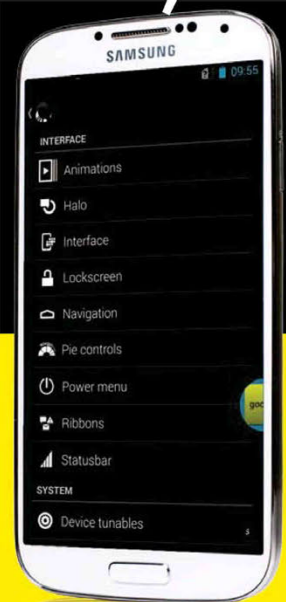 SAMSUNG
09:55
INTERFACE
Animations
Halo
Interface
Lockscreen
Navigation
Pie controls
Power menu
Ribbons
Statusbar
SYSTEM
Device tunables